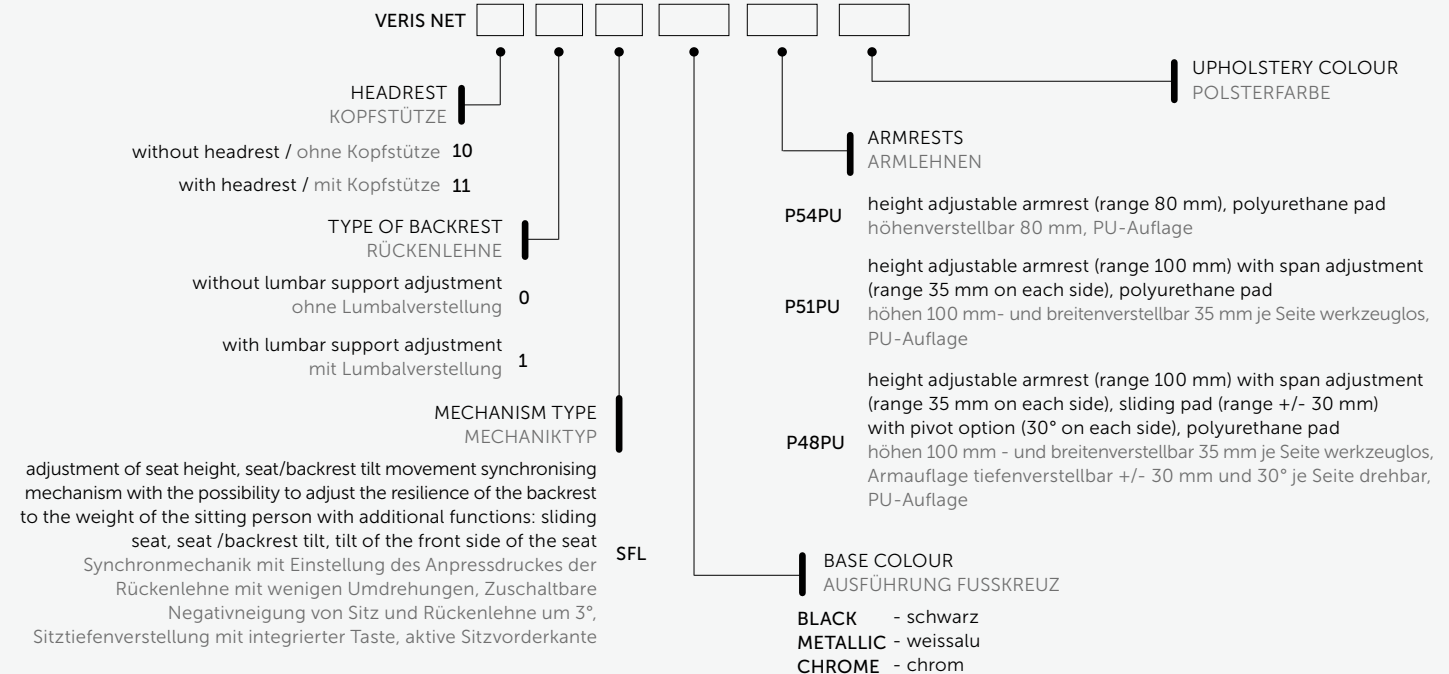 VERIS NET
HEADREST
KOPFSTÜTZE
without headrest / ohne Kopfstütze 10
with headrest / mit Kopfstütze 11
TYPE OF BACKREST
RÜCKENLEHNE
without lumbar support adjustment
ohne Lumbalverstellung
0
with lumbar support adjustment
mit Lumbalverstellung
1
MECHANISM TYPE
MECHANIKTYP
adjustment of seat height, seat/backrest tilt movement synchronising
mechanism with the possibility to adjust the resilience of the backrest
to the weight of the sitting person with additional functions: sliding
seat, seat /backrest tilt, tilt of the front side of the seat
SFL
Synchronmechanik mit Einstellung des Anpressdruckes der
Rückenlehne mit wenigen Umdrehungen, Zuschaltbare
Negativneigung von Sitz und Rückenlehne um 3°,
Sitztiefenverstellung mit integrierter Taste, aktive Sitzvorderkante
UPHOLSTERY COLOUR
POLSTERFARBE
ARMRESTS
ARMLEHNEN
P54PU
height adjustable armrest (range 80 mm), polyurethane pad
höhenverstellbar 80 mm, PU-Auflage
P51PU
height adjustable armrest (range 100 mm) with span adjustment
(range 35 mm on each side), polyurethane pad
höhen 100 mm- und breitenverstellbar 35 mm je Seite werkzeuglos,
PU-Auflage
P48PU
height adjustable armrest (range 100 mm) with span adjustment
(range 35 mm on each side), sliding pad (range +/- 30 mm)
with pivot option (30° on each side), polyurethane pad
höhen 100 mm - und breitenverstellbar 35 mm je Seite werkzeuglos,
Armauflage tiefenverstellbar +/- 30 mm und 30° je Seite drehbar,
PU-Auflage
BASE COLOUR
AUSFÜHRUNG FUSSKREUZ
BLACK - schwarz
METALLIC - weissalu
CHROME - chrom